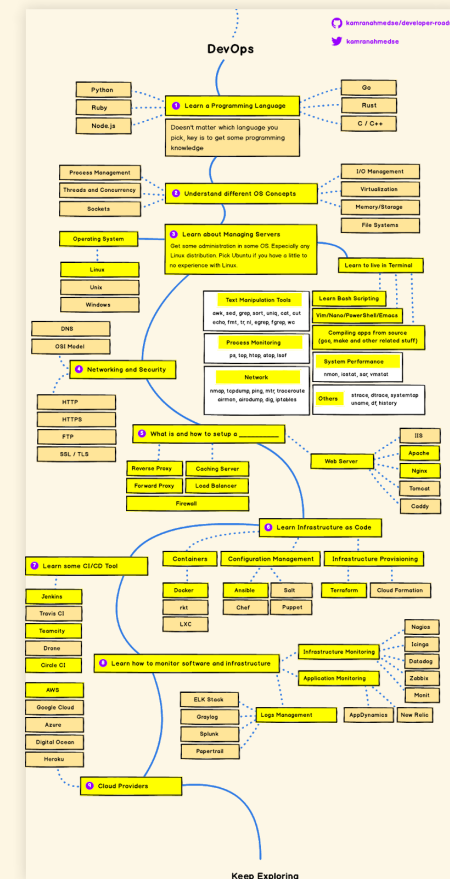 kamranahmedse/developer-road
kamranahmedse
DevOps
Python
Ruby
Node.js
1 Learn a Programming Language
Go
Rust
C / C++
Doesn't matter which language you
pick, key is to get some programming
knowledge
Process Management
Threads and Concurrency
Sockets
2 Understand different OS Concepts
I/O Management
Virtualization
Memory/Storage
File Systems
3 Learn about Managing Servers
Get some administration in some OS. Especially any
Linux distribution. Pick Ubuntu if you have a little to
no experience with Linux.
Operating System
Linux
Unix
Windows
Learn to live in Terminal
Text Manipulation Tools
awk, sed, grep, sort, uniq, cat, cut
echo, fmt, tr, nl, egrep, fgrep, wc
Process Monitoring
ps, top, htop, atop, lsof
Network
nmap, tcpdump, ping, mtr, traceroute
airmon, airodump, dig, iptables
Learn Bash Scripting
Vim/Nano/PowerShell/Emacs
Compiling apps from source
(gcc, make and other related stuff)
System Performance
nmon, iostat, sar, vmstat
Others
strace, dtrace, systemtap
uname, df, history
DNS
OSI Model
4 Networking and Security
HTTP
HTTPS
FTP
SSL / TLS
5 What is and how to setup a ___________
Reverse Proxy
Caching Server
Forward Proxy
Load Balancer
Firewall
Web Server
IIS
Apache
Nginx
Tomcat
Caddy
6 Learn Infrastructure as Code
Containers
Configuration Management
Infrastructure Provisioning
Docker
rkt
LXC
Ansible
Salt
Chef
Puppet
Terraform
Cloud Formation
7 Learn some CI/CD Tool
Jenkins
Travis CI
Teamcity
Drone
Circle CI
8 Learn how to monitor software and infrastructure
Infrastructure Monitoring
Nagios
Icinga
Datadog
Zabbix
Monit
Application Monitoring
AppDynamics
New Relic
Logs Management
ELK Stack
Graylog
Splunk
Papertrail
AWS
Google Cloud
Azure
Digital Ocean
Heroku
9 Cloud Providers
Keep Exploring